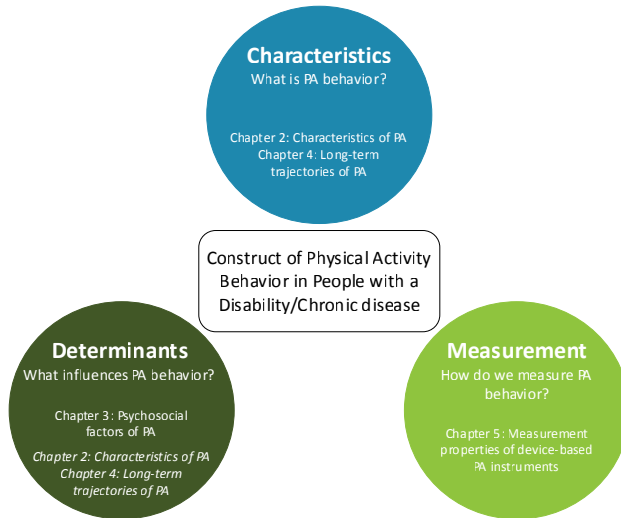 Characteristics
What is PA behavior?
Chapter 2: Characteristics of PA
Chapter 4: Long-term
trajectories of PA
Construct of Physical Activity
Behavior in People with a
Disability/Chronic disease
Determinants
What influences PA behavior?
Chapter 3: Psychosocial
factors of PA
Chapter 2: Characteristics of PA
Chapter 4: Long-term
trajectories of PA
Measurement
How do we measure PA
behavior?
Chapter 5: Measurement
properties of device-based
PA instruments